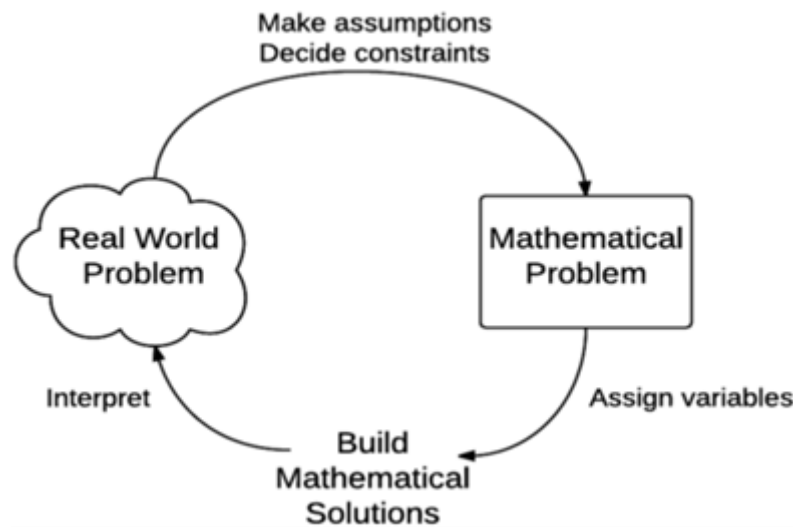 Make assumptions
Decide constraints
Real World
Problem
Mathematical
Problem
Interpret
Assign variables
Build
Mathematical
Solutions